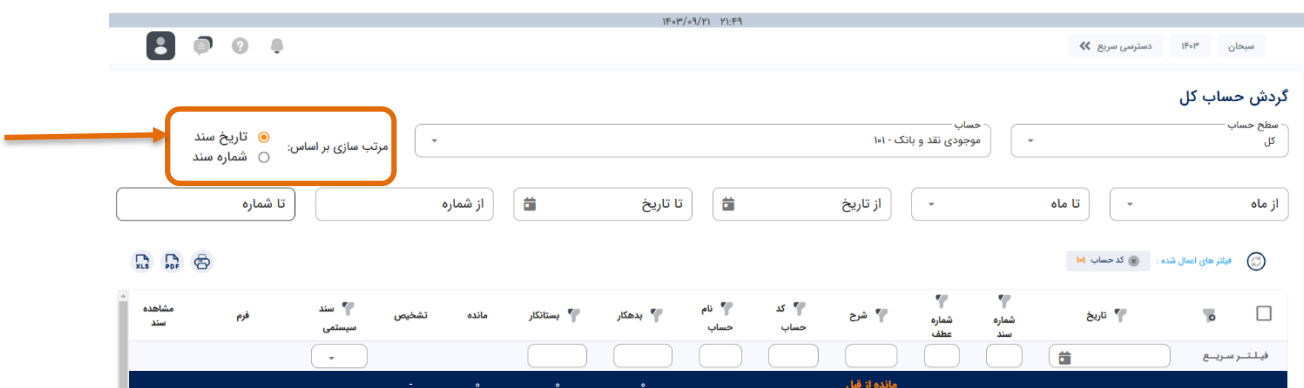 ۱۴۰۳/۰۹/۲۱ ۲۱:۴۹
سبحان ۱۴۰۳ دسترسی سریع
گردش حساب کل
سطح حساب
کل
حساب
موجودی نقد و بانک - ۱۰۱
مرتب سازی بر اساس:
تاریخ سند
شماره سند
از ماه تا ماه از تاریخ تا تاریخ از شماره تا شماره
فیلتر های اعمال شده : کد حساب ۱۰۱
XLS PDF
تاریخ
شماره سند
شماره عطف
شرح
کد حساب
نام حساب
بدهکار
بستانکار
مانده
تشخیص
سند سیستمی
فرم
مشاهده سند
فیلتر سریع
مانده از قبل ۰ ۰ ۰ -